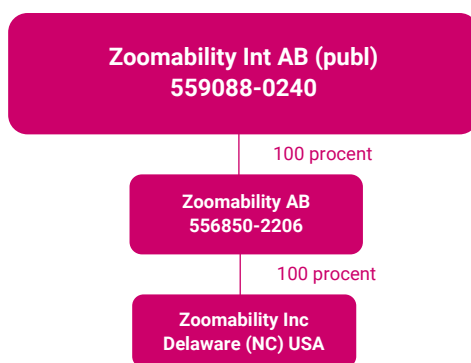 Zoomability Int AB (publ)
559088-0240
100 procent
Zoomability AB
556850-2206
100 procent
Zoomability Inc
Delaware (NC) USA